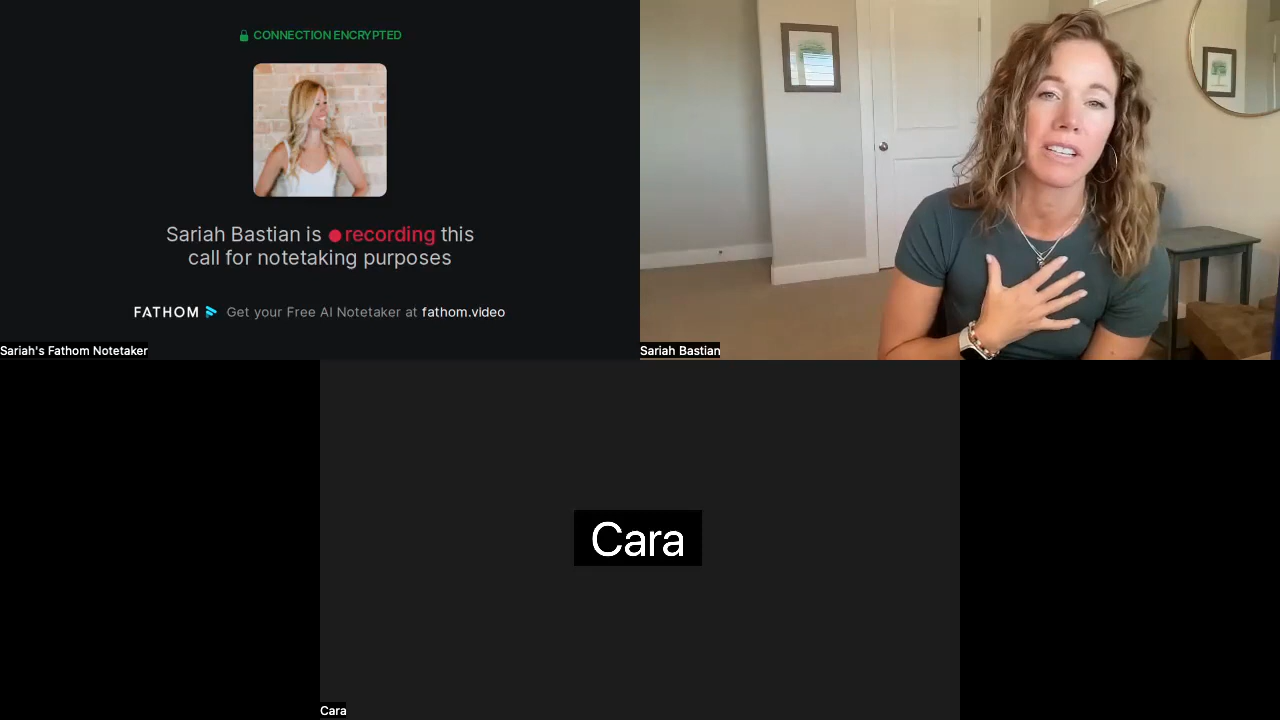 CONNECTION ENCRYPTED
Sariah Bastian is recording this
call for notetaking purposes
FATHOM Get your Free AI Notetaker at fathom.video
Sariah's Fathom Notetaker
Sariah Bastian
Cara
Cara